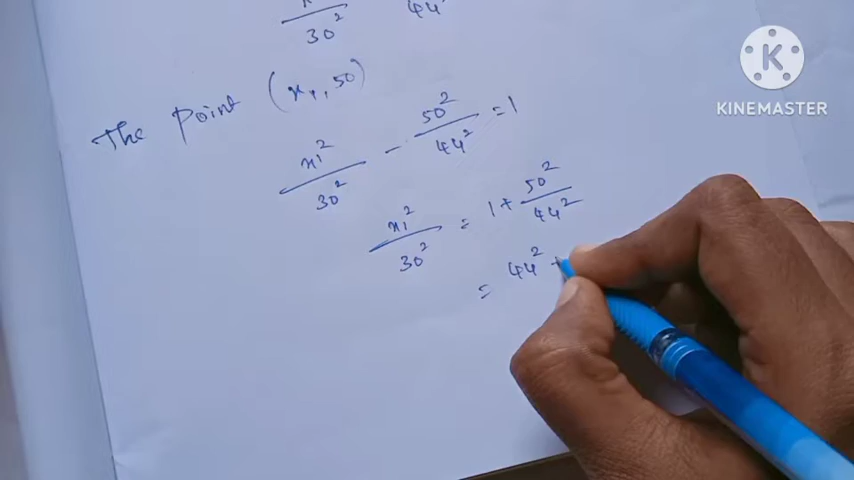 30² 44²
The Point (x₁, 50)
x₁²/30² - 50²/44² = 1
x₁²/30² = 1 + 50²/44²
= 44² +
KINEMASTER